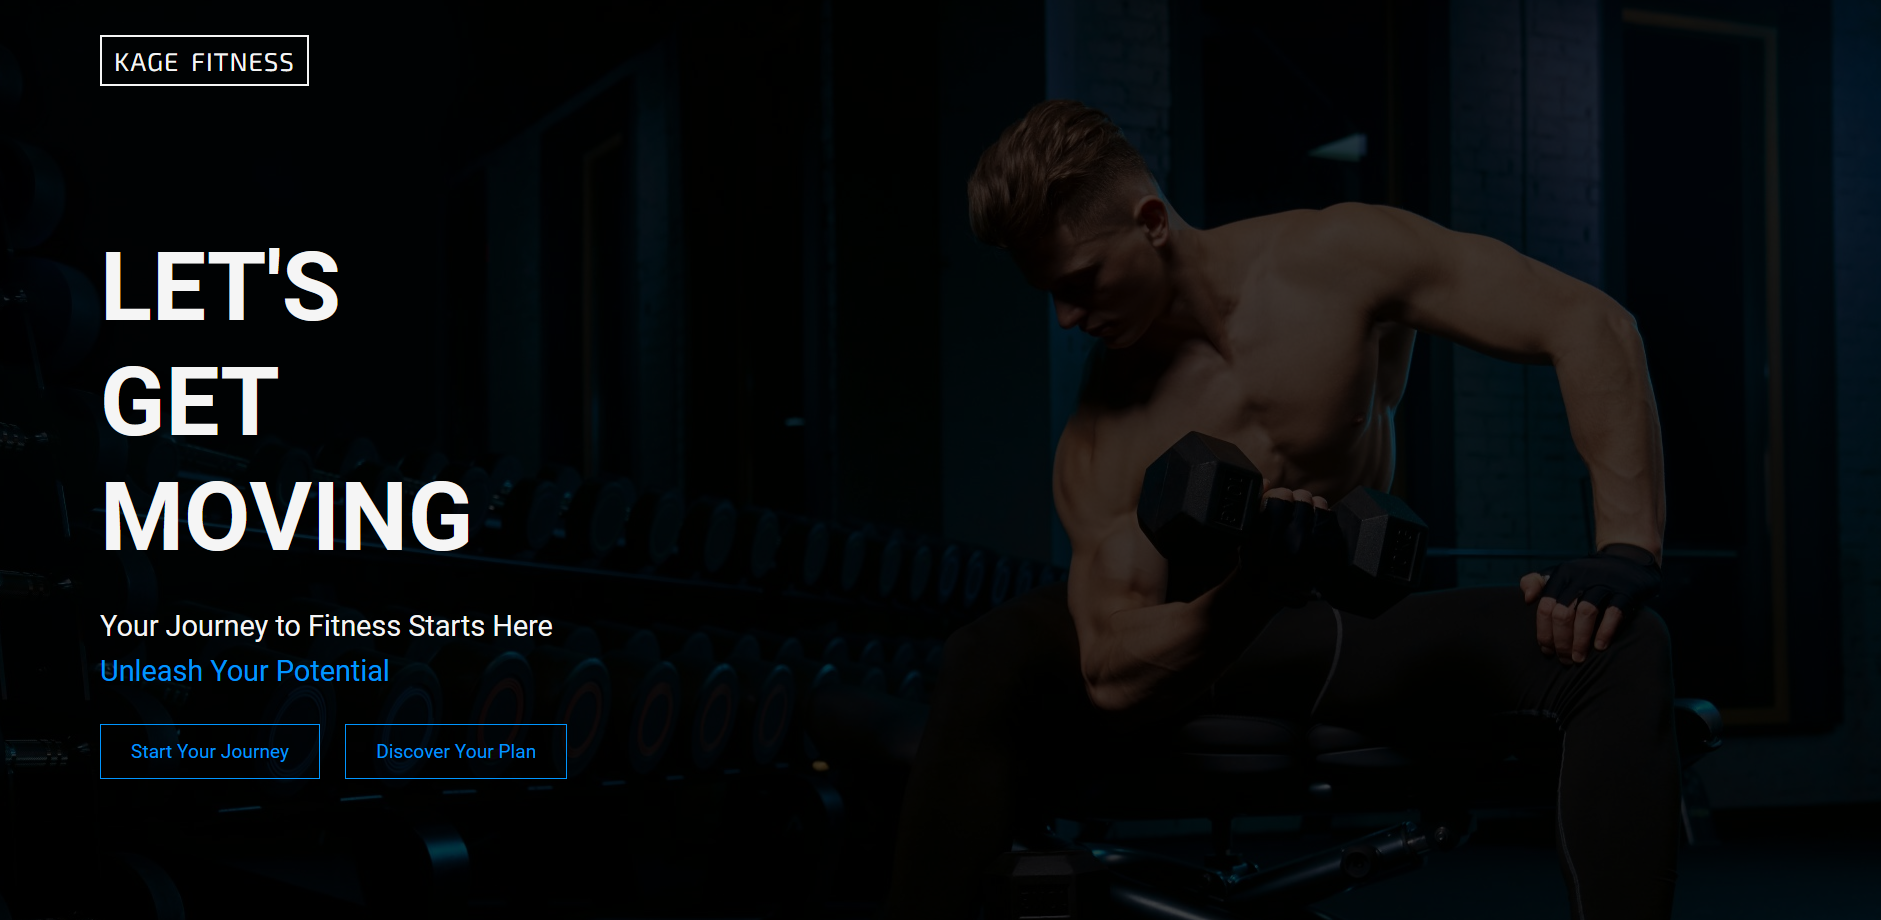 KAGE FITNESS
LET'S
GET
MOVING
Your Journey to Fitness Starts Here
Unleash Your Potential
Start Your Journey
Discover Your Plan